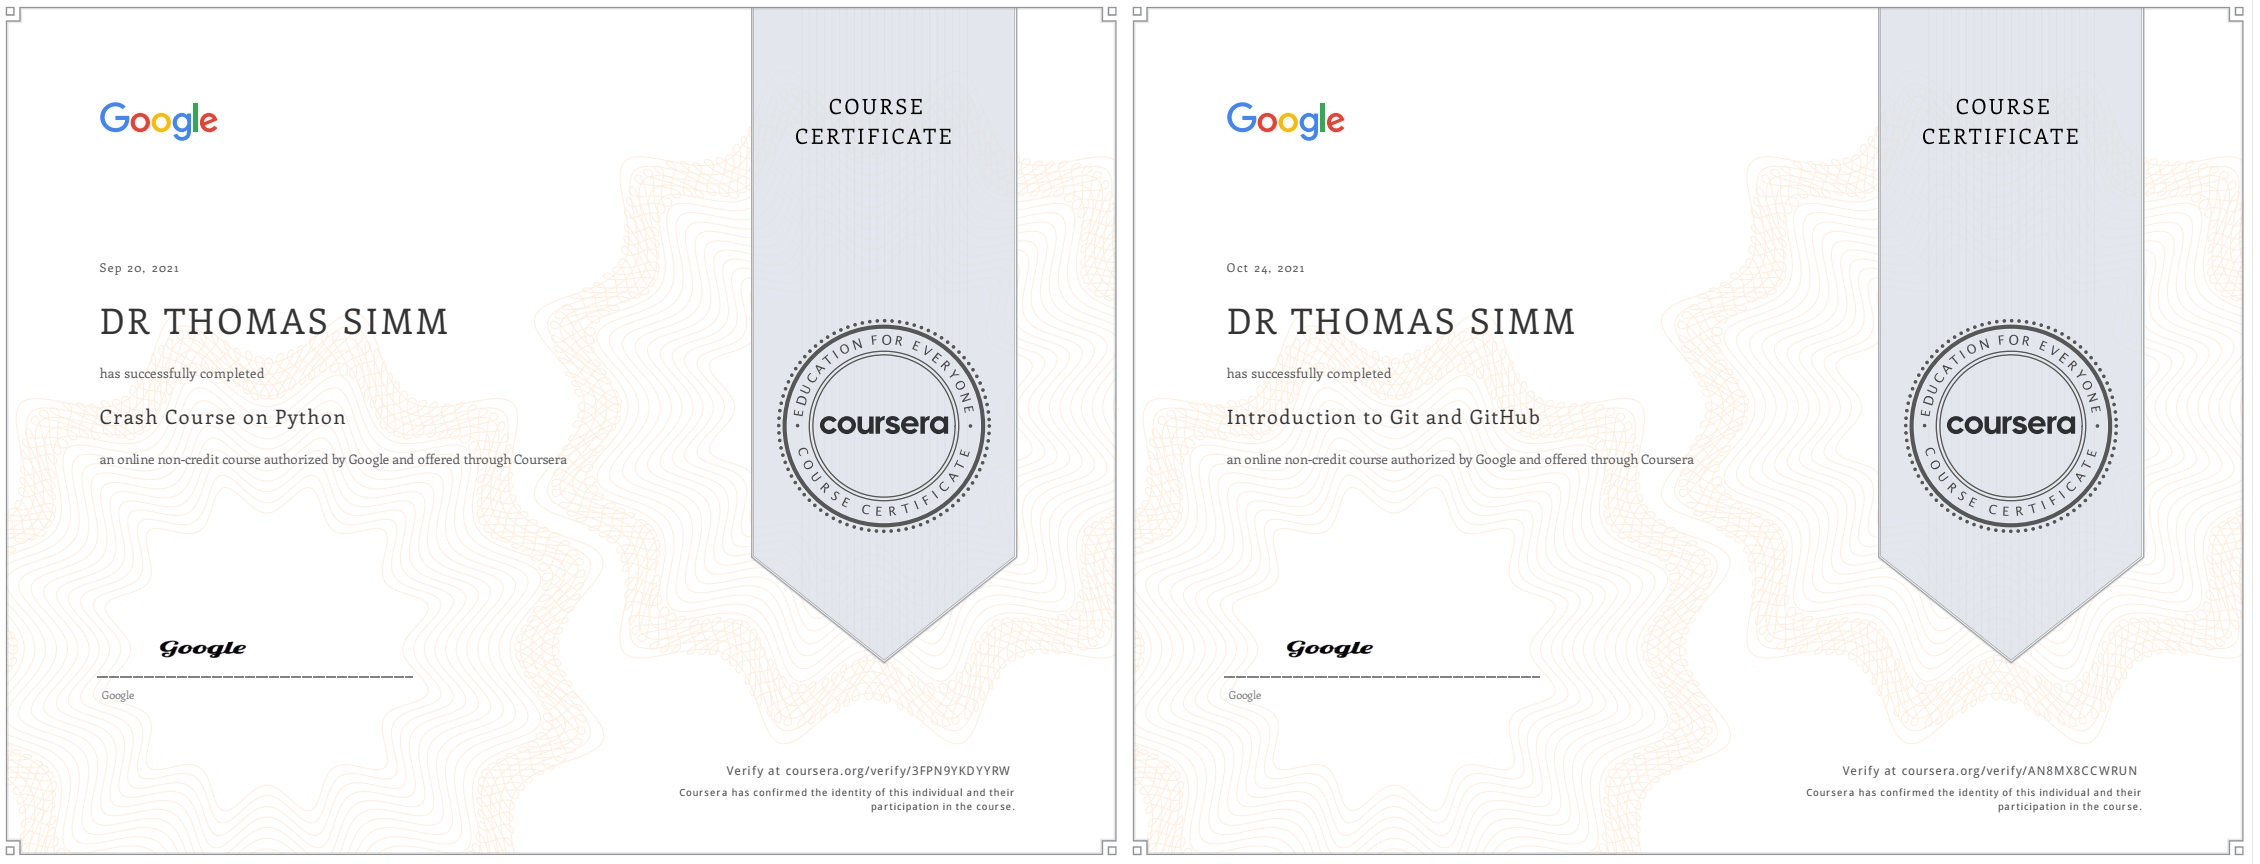 Google
COURSE
CERTIFICATE
Sep 20, 2021
DR THOMAS SIMM
has successfully completed
Crash Course on Python
an online non-credit course authorized by Google and offered through Coursera
EDUCATION FOR EVERYONE
coursera
COURSE CERTIFICATE
Google
Google
Verify at coursera.org/verify/3FPN9YKDYYRW
Coursera has confirmed the identity of this individual and their
participation in the course.
Google
COURSE
CERTIFICATE
Oct 24, 2021
DR THOMAS SIMM
has successfully completed
Introduction to Git and GitHub
an online non-credit course authorized by Google and offered through Coursera
EDUCATION FOR EVERYONE
coursera
COURSE CERTIFICATE
Google
Google
Verify at coursera.org/verify/AN8MX8CCWRUN
Coursera has confirmed the identity of this individual and their
participation in the course.